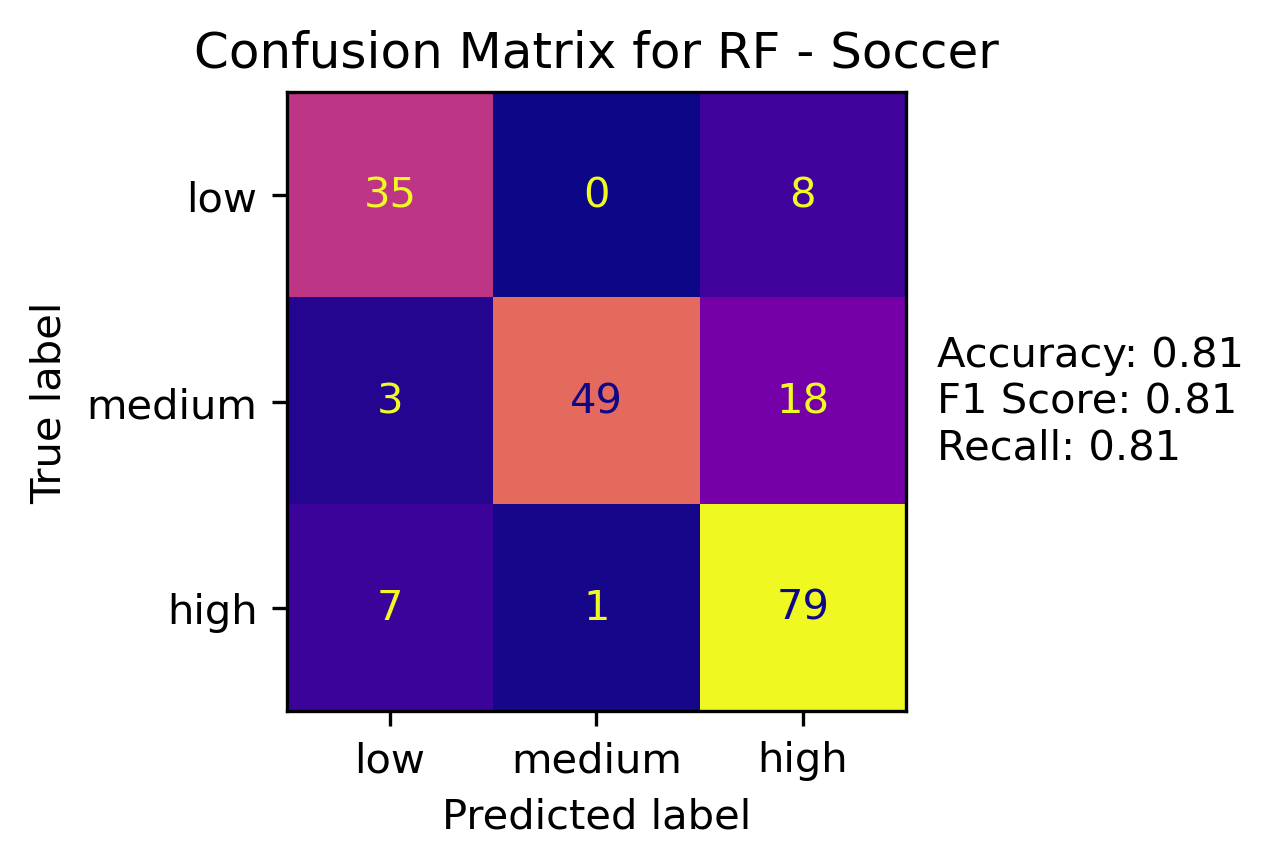 Confusion Matrix for RF - Soccer
True label
low 35 0 8
medium 3 49 18
high 7 1 79
low medium high
Predicted label
Accuracy: 0.81
F1 Score: 0.81
Recall: 0.81